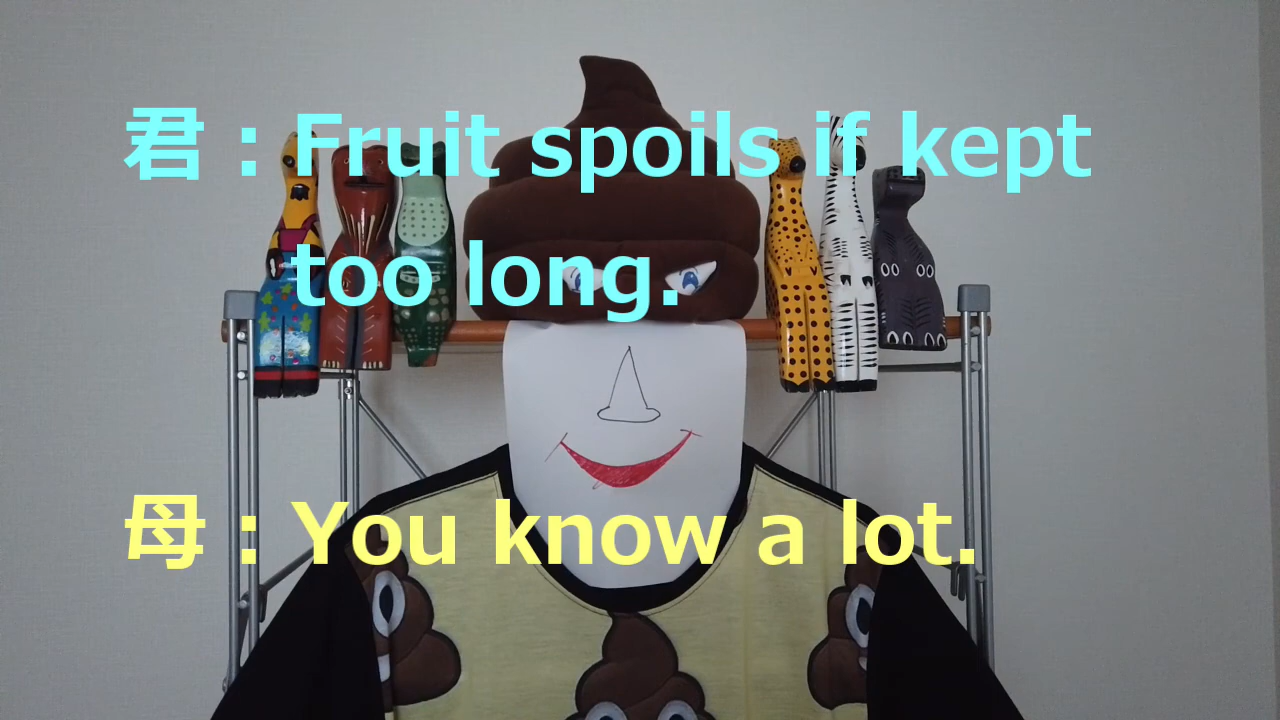 君：Fruit spoils if kept
too long.
母：You know a lot.